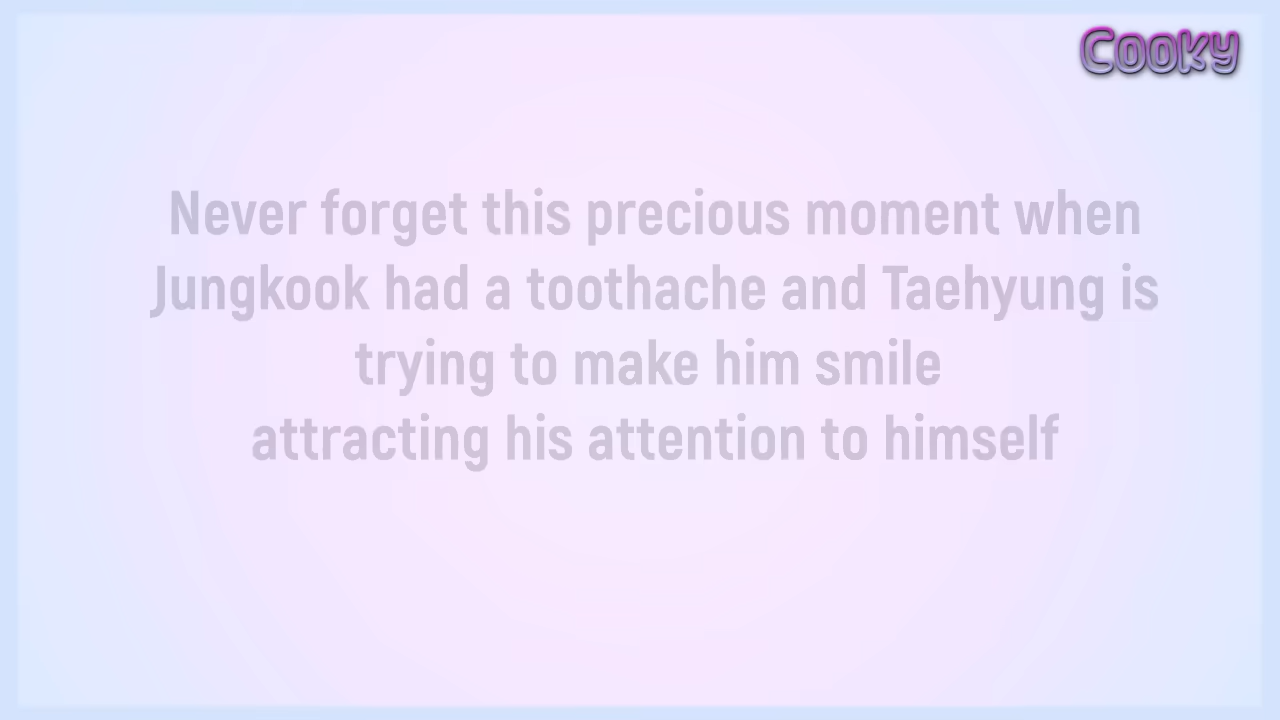 Cooky
Never forget this precious moment when
Jungkook had a toothache and Taehyung is
trying to make him smile
attracting his attention to himself